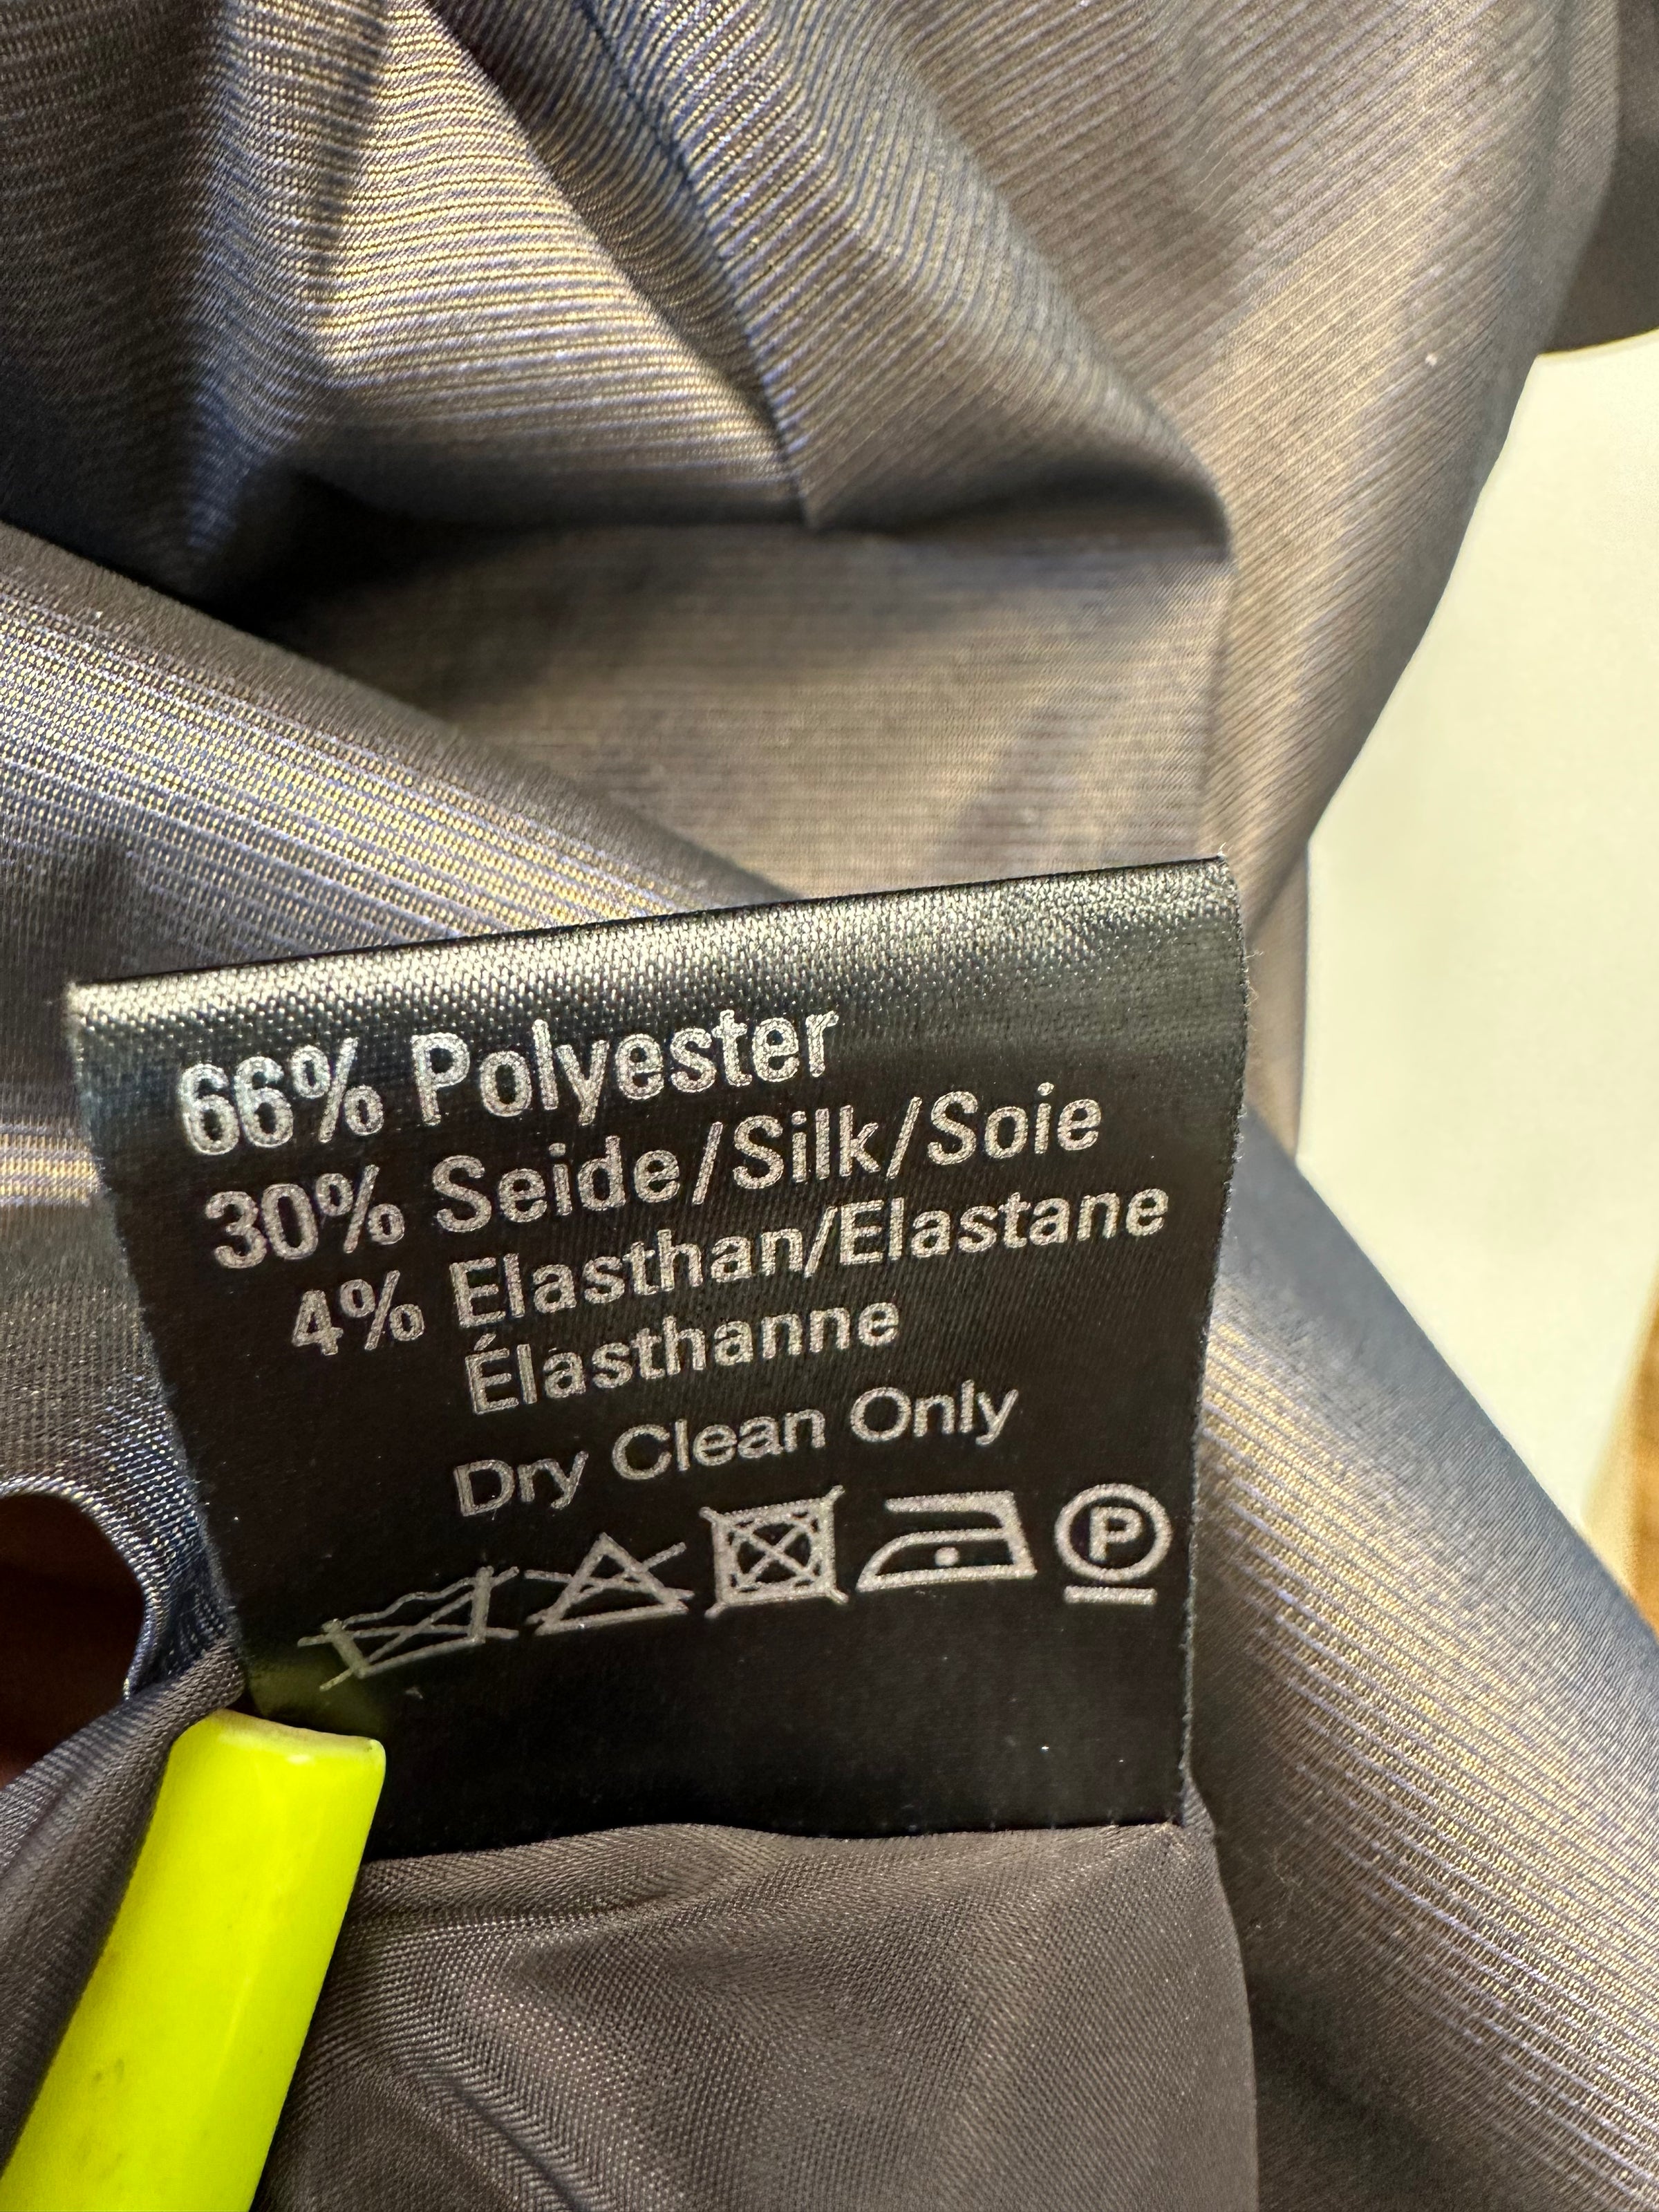 66% Polyester
30% Seide/Silk/Soie
4% Elasthan/Elastane
Élasthanne
Dry Clean Only
P